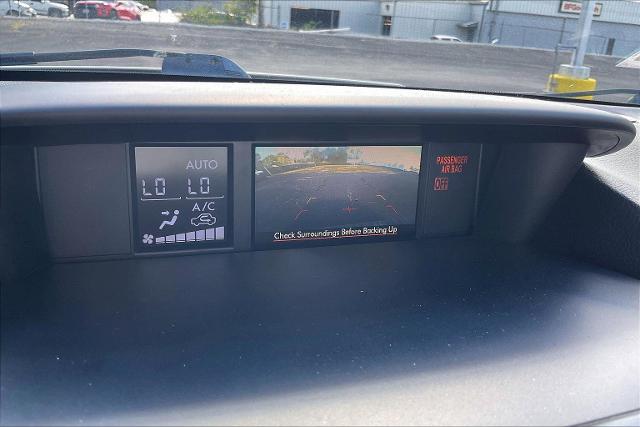 AUTO
LO LO
A/C
Check Surroundings Before Backing Up
PASSENGER
AIR BAG
OFF